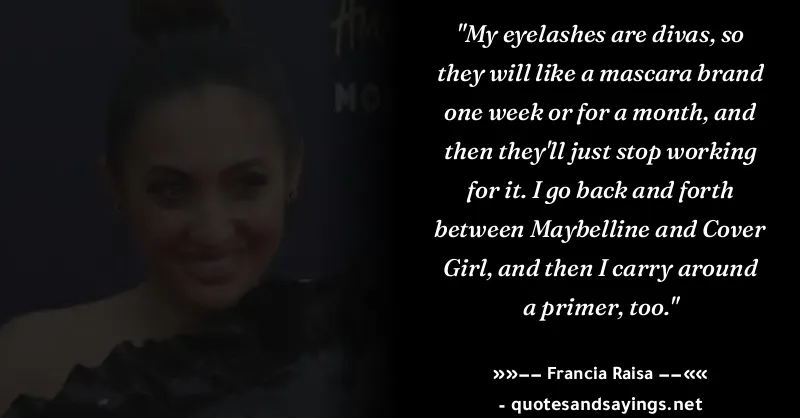 "My eyelashes are divas, so
they will like a mascara brand
one week or for a month, and
then they'll just stop working
for it. I go back and forth
between Maybelline and Cover
Girl, and then I carry around
a primer, too."
»»−− Francia Raisa −−««
- quotesandsayings.net
MO